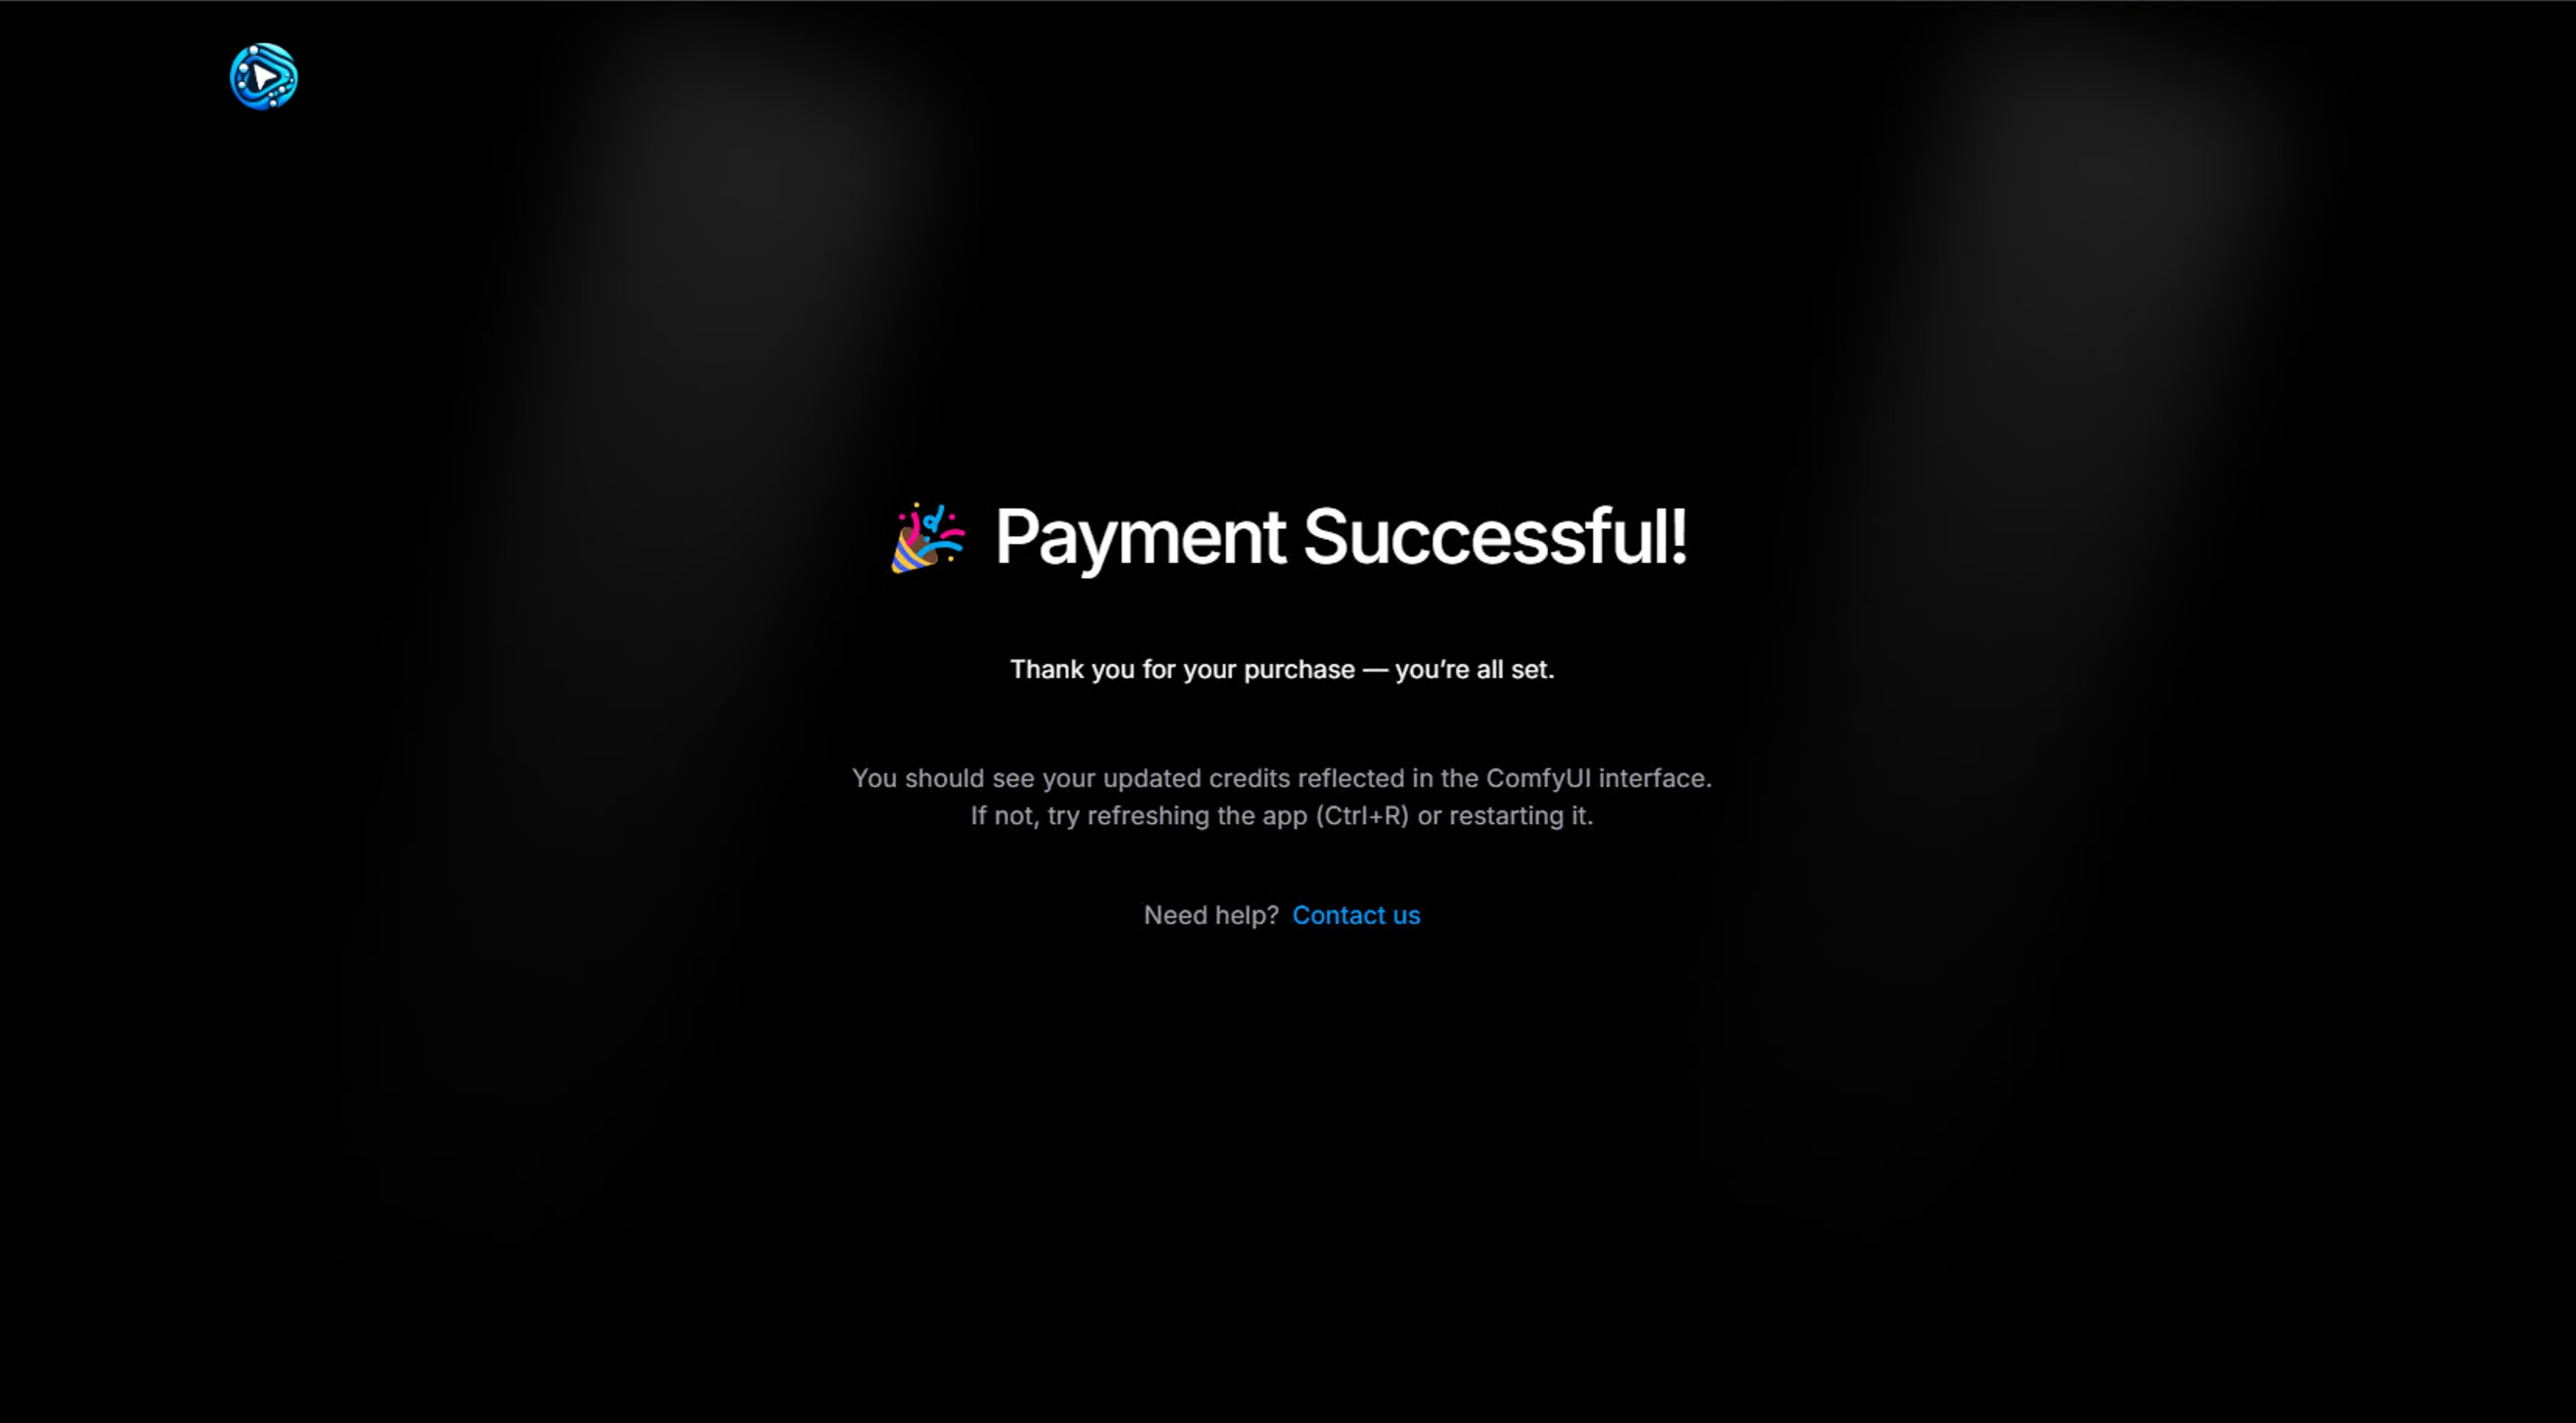 🎉 Payment Successful!
Thank you for your purchase — you’re all set.
You should see your updated credits reflected in the ComfyUI interface.
If not, try refreshing the app (Ctrl+R) or restarting it.
Need help? Contact us